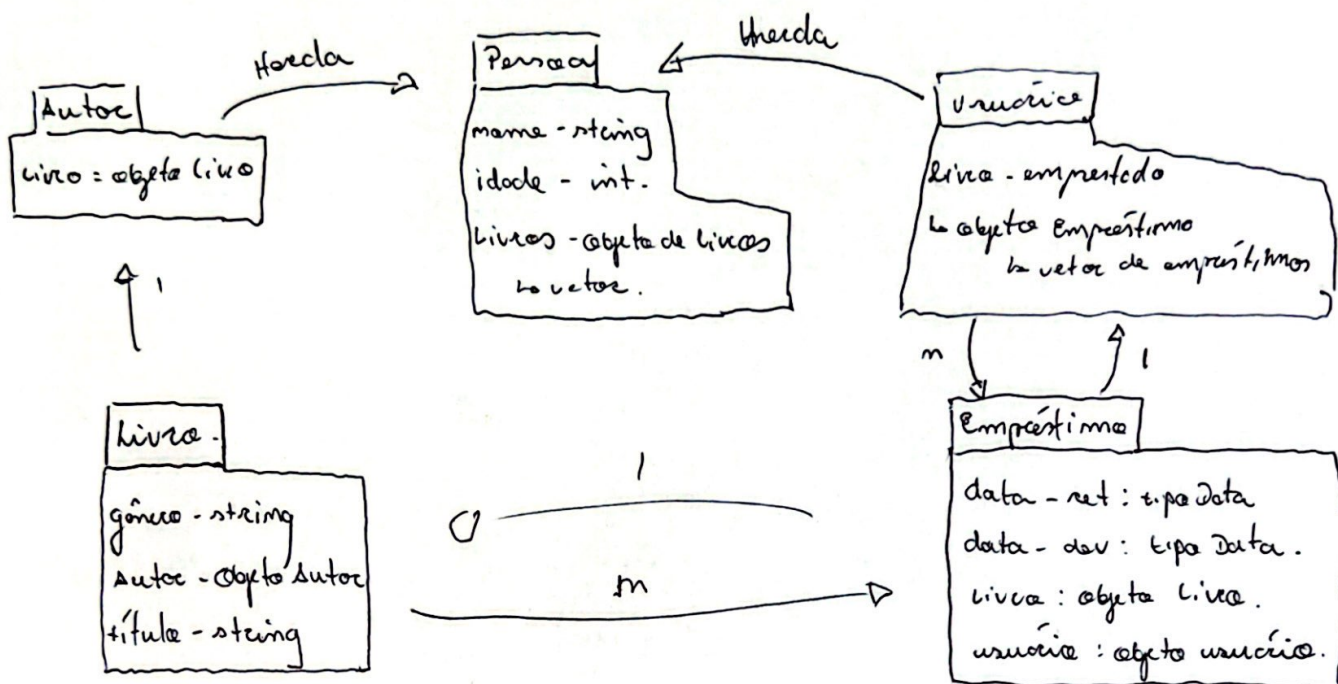 Herda
Herda
Autor
livro = objeto livro
Pessoa
nome - string
idade - int.
livros - objeto de livros
↳ vetor.
usuário
livro - emprestado
↳ objeto Empréstimo
↳ vetor de empréstimos
1
n
1
Livro.
gênero - string
Autor - objeto Autor
título - string
1
n
Empréstimo
data - ret : tipo Data
data - dev : tipo Data.
livro : objeto livro.
usuário : objeto usuário.